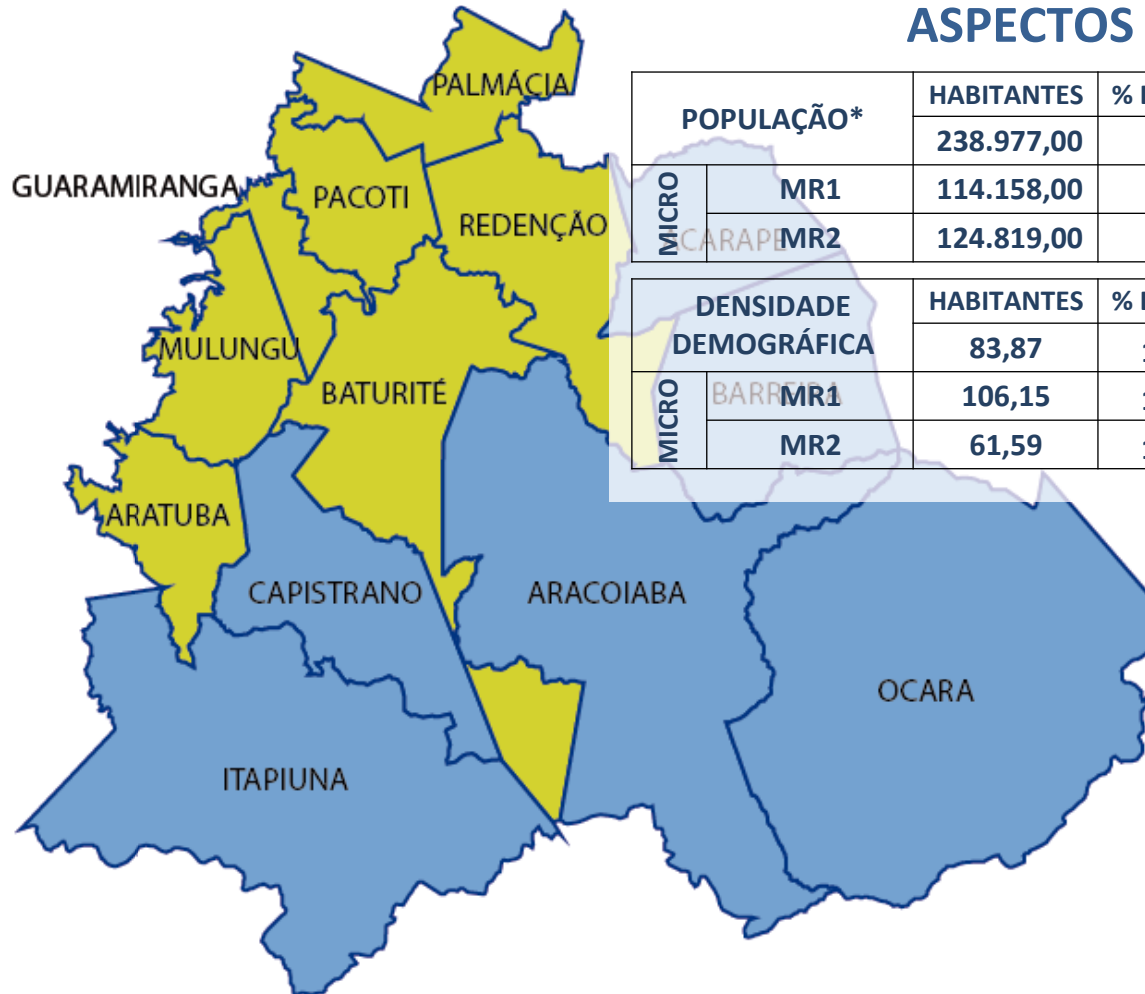 ASPECTOS
PALMÁCIA
GUARAMIRANGA
PACOTI
REDENÇÃO
MULUNGU
BATURITÉ
ARATUBA
CAPISTRANO
ARACOIABA
OCARA
ITAPIUNA
BARREIRA
POPULAÇÃO* HABITANTES
238.977,00
MICRO MR1 114.158,00
MR2 124.819,00
DENSIDADE DEMOGRÁFICA HABITANTES
83,87
MICRO MR1 106,15
MR2 61,59